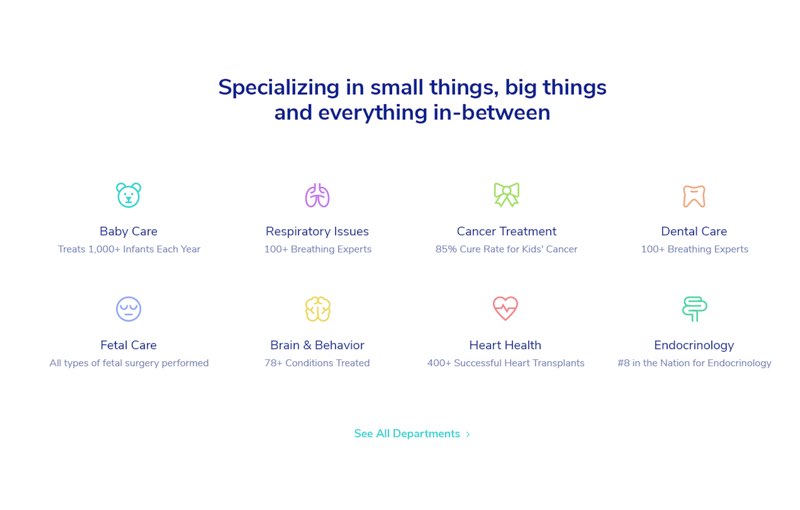 Specializing in small things, big things
and everything in-between
Baby Care
Treats 1,000+ Infants Each Year
Respiratory Issues
100+ Breathing Experts
Cancer Treatment
85% Cure Rate for Kids' Cancer
Dental Care
100+ Breathing Experts
Fetal Care
All types of fetal surgery performed
Brain & Behavior
78+ Conditions Treated
Heart Health
400+ Successful Heart Transplants
Endocrinology
#8 in the Nation for Endocrinology
See All Departments